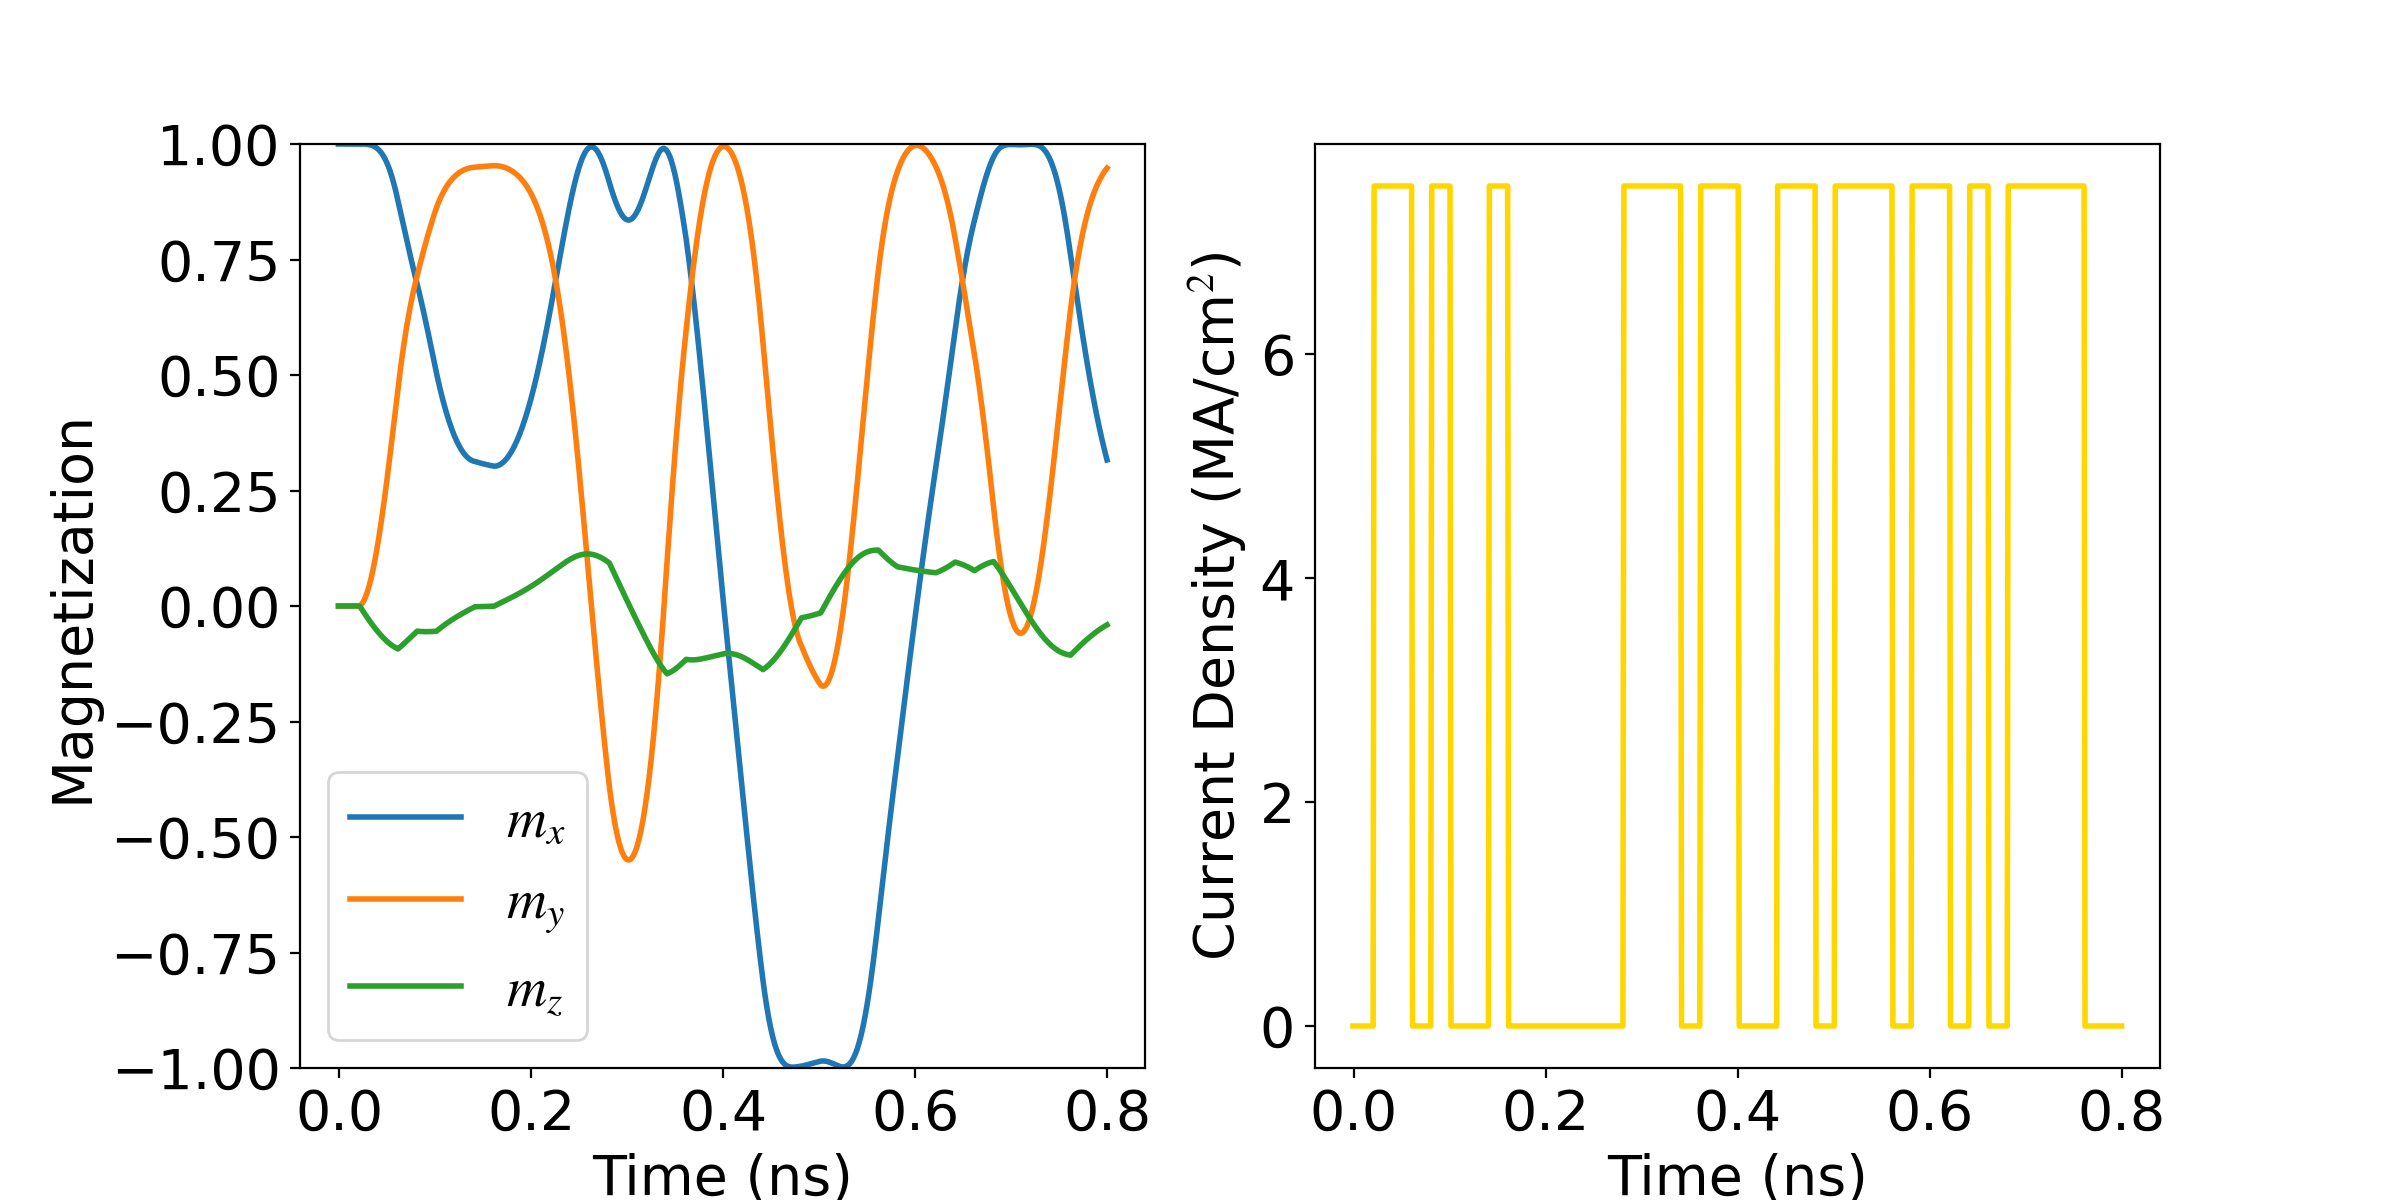 Magnetization
1.00
0.75
0.50
0.25
0.00
−0.25
−0.50
−0.75
−1.00
m_x
m_y
m_z
0.0 0.2 0.4 0.6 0.8
Time (ns)
Current Density (MA/cm²)
6
4
2
0
0.0 0.2 0.4 0.6 0.8
Time (ns)